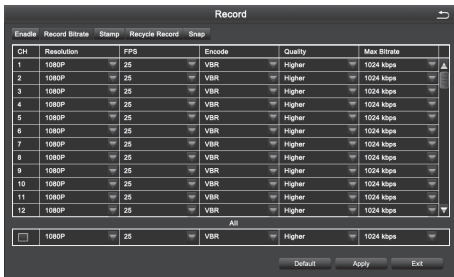 Record
Enable Record Bitrate Stamp Recycle Record Snap
CH Resolution FPS Encode Quality Max Bitrate
1 1080P 25 VBR Higher 1024 kbps
2 1080P 25 VBR Higher 1024 kbps
3 1080P 25 VBR Higher 1024 kbps
4 1080P 25 VBR Higher 1024 kbps
5 1080P 25 VBR Higher 1024 kbps
6 1080P 25 VBR Higher 1024 kbps
7 1080P 25 VBR Higher 1024 kbps
8 1080P 25 VBR Higher 1024 kbps
9 1080P 25 VBR Higher 1024 kbps
10 1080P 25 VBR Higher 1024 kbps
11 1080P 25 VBR Higher 1024 kbps
12 1080P 25 VBR Higher 1024 kbps
All
1080P 25 VBR Higher 1024 kbps
Default Apply Exit